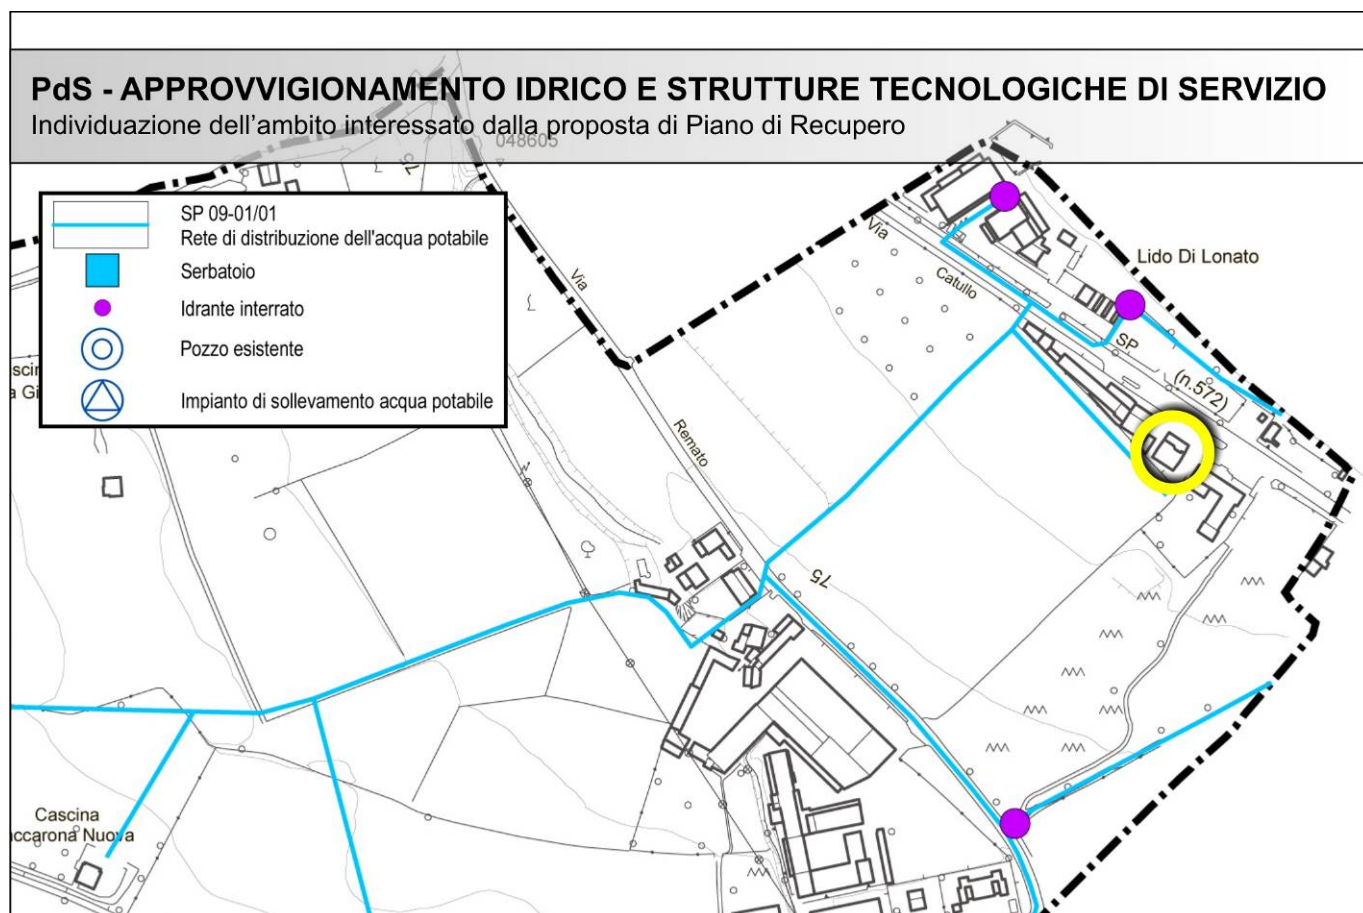 PdS - APPROVVIGIONAMENTO IDRICO E STRUTTURE TECNOLOGICHE DI SERVIZIO
Individuazione dell'ambito interessato dalla proposta di Piano di Recupero
048605
75
SP 09-01/01
Rete di distribuzione dell'acqua potabile
Serbatoio
Idrante interrato
Pozzo esistente
Impianto di sollevamento acqua potabile
Via
Remato
Via
Catullo
Lido Di Lonato
SP
(n.572)
75
Cascina
accarona Nuova